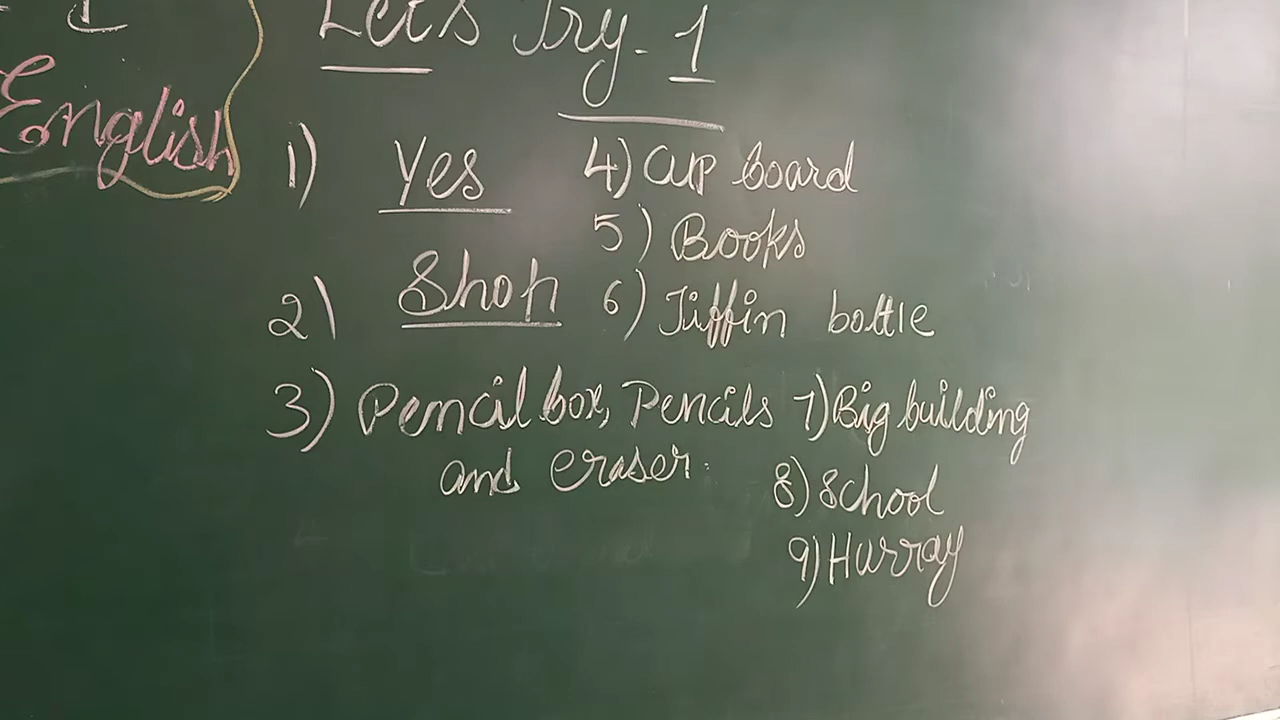 I
English
Let's Try-1
1) Yes
2) Shop
3) Pencil box, Pencils
and eraser.
4) Cup board
5) Books
6) Tiffin bottle
7) Big building
8) School
9) Hurray